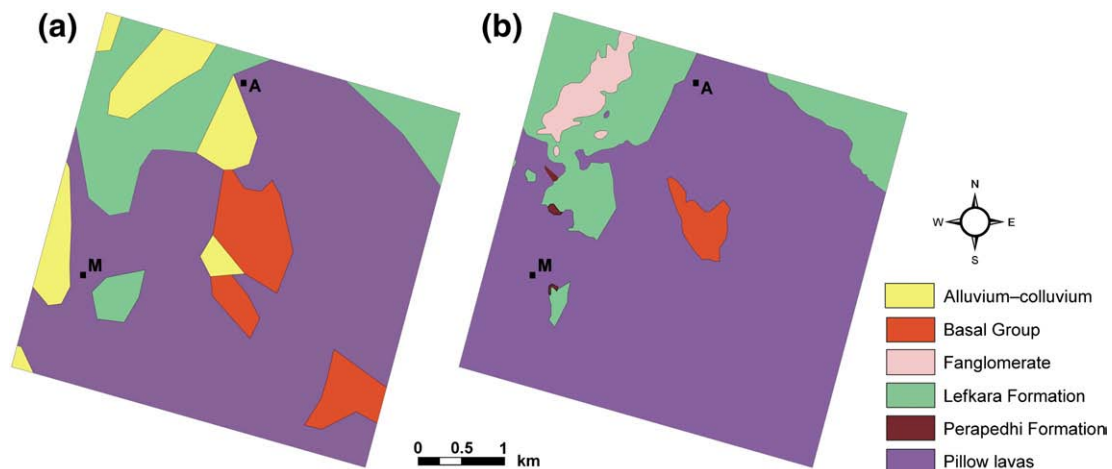 (a)
(b)
A
A
M
M
N
W E
S
0 0.5 1
km
Alluvium–colluvium
Basal Group
Fanglomerate
Lefkara Formation
Perapedhi Formation
Pillow lavas